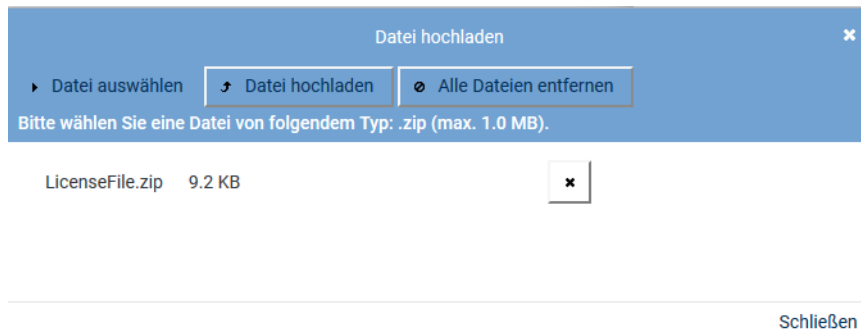 Datei hochladen
Datei auswählen Datei hochladen Alle Dateien entfernen
Bitte wählen Sie eine Datei von folgendem Typ: .zip (max. 1.0 MB).
LicenseFile.zip 9.2 KB
Schließen